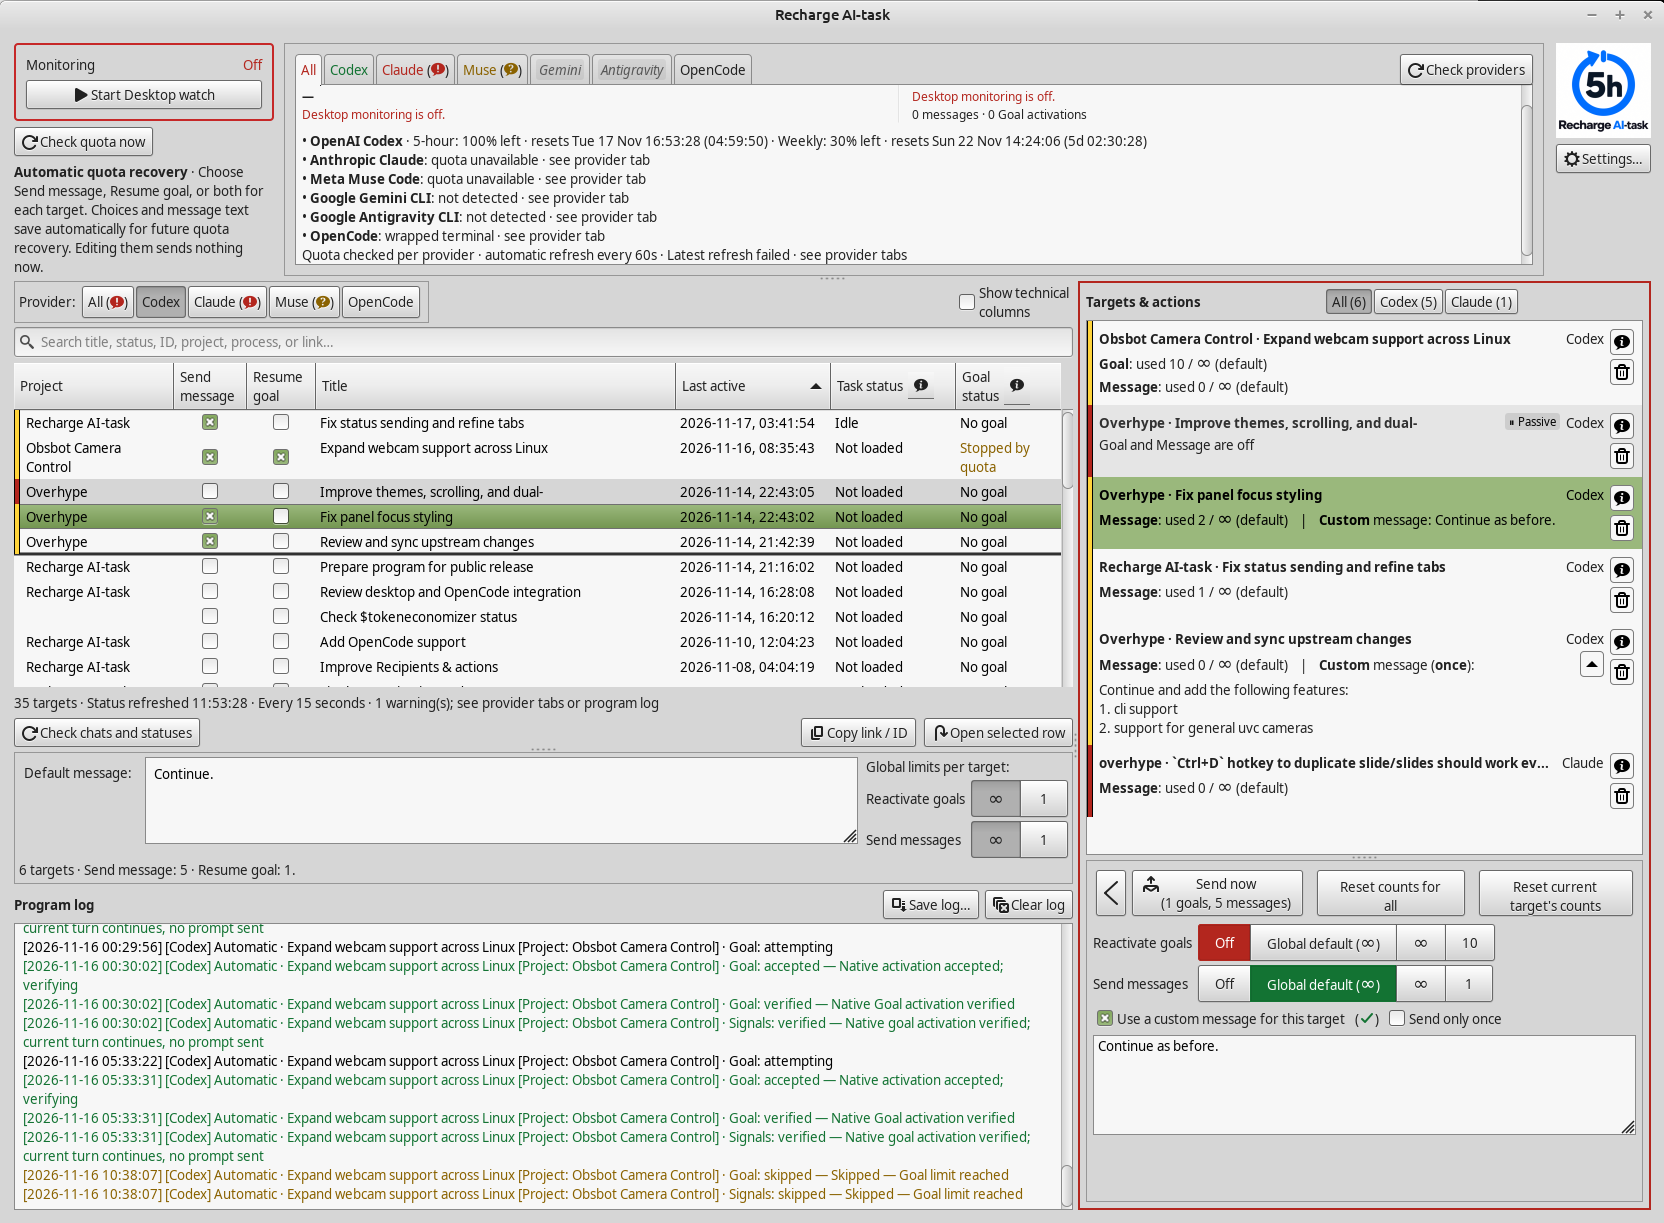 Recharge AI-task
Monitoring Off
Start Desktop watch
Check quota now
Automatic quota recovery · Choose
Send message, Resume goal, or both for
each target. Choices and message text
save automatically for future quota
recovery. Editing them sends nothing
now.
All Codex Claude (!) Muse (?) Gemini Antigravity OpenCode
Check providers
—
Desktop monitoring is off.
Desktop monitoring is off.
0 messages · 0 Goal activations
• OpenAI Codex · 5-hour: 100% left · resets Tue 17 Nov 16:53:28 (04:59:50) · Weekly: 30% left · resets Sun 22 Nov 14:24:06 (5d 02:30:28)
• Anthropic Claude: quota unavailable · see provider tab
• Meta Muse Code: quota unavailable · see provider tab
• Google Gemini CLI: not detected · see provider tab
• Google Antigravity CLI: not detected · see provider tab
• OpenCode: wrapped terminal · see provider tab
Quota checked per provider · automatic refresh every 60s · Latest refresh failed · see provider tabs
5h
Recharge AI-task
Settings...
Provider: All (!) Codex Claude (!) Muse (?) OpenCode
Show technical
columns
Search title, status, ID, project, process, or link...
Project Send message Resume goal Title Last active Task status Goal status
Recharge AI-task Fix status sending and refine tabs 2026-11-17, 03:41:54 Idle No goal
Obsbot Camera Control Expand webcam support across Linux 2026-11-16, 08:35:43 Not loaded Stopped by quota
Overhype Improve themes, scrolling, and dual- 2026-11-14, 22:43:05 Not loaded No goal
Overhype Fix panel focus styling 2026-11-14, 22:43:02 Not loaded No goal
Overhype Review and sync upstream changes 2026-11-14, 21:42:39 Not loaded No goal
Recharge AI-task Prepare program for public release 2026-11-14, 21:16:02 Not loaded No goal
Recharge AI-task Review desktop and OpenCode integration 2026-11-14, 16:28:08 Not loaded No goal
Check $tokeneconomizer status 2026-11-14, 16:20:12 Not loaded No goal
Recharge AI-task Add OpenCode support 2026-11-10, 12:04:23 Not loaded No goal
Recharge AI-task Improve Recipients & actions 2026-11-08, 04:04:19 Not loaded No goal
35 targets · Status refreshed 11:53:28 · Every 15 seconds · 1 warning(s); see provider tabs or program log
Check chats and statuses
Copy link / ID
Open selected row
Default message:
Continue.
Global limits per target:
Reactivate goals ∞ 1
Send messages ∞ 1
6 targets · Send message: 5 · Resume goal: 1.
Program log
Save log...
Clear log
current turn continues, no prompt sent
[2026-11-16 00:29:56] [Codex] Automatic · Expand webcam support across Linux [Project: Obsbot Camera Control] · Goal: attempting
[2026-11-16 00:30:02] [Codex] Automatic · Expand webcam support across Linux [Project: Obsbot Camera Control] · Goal: accepted — Native activation accepted;
verifying
[2026-11-16 00:30:02] [Codex] Automatic · Expand webcam support across Linux [Project: Obsbot Camera Control] · Goal: verified — Native Goal activation verified
[2026-11-16 00:30:02] [Codex] Automatic · Expand webcam support across Linux [Project: Obsbot Camera Control] · Signals: verified — Native goal activation verified;
current turn continues, no prompt sent
[2026-11-16 05:33:22] [Codex] Automatic · Expand webcam support across Linux [Project: Obsbot Camera Control] · Goal: attempting
[2026-11-16 05:33:31] [Codex] Automatic · Expand webcam support across Linux [Project: Obsbot Camera Control] · Goal: accepted — Native activation accepted;
verifying
[2026-11-16 05:33:31] [Codex] Automatic · Expand webcam support across Linux [Project: Obsbot Camera Control] · Goal: verified — Native Goal activation verified
[2026-11-16 05:33:31] [Codex] Automatic · Expand webcam support across Linux [Project: Obsbot Camera Control] · Signals: verified — Native goal activation verified;
current turn continues, no prompt sent
[2026-11-16 10:38:07] [Codex] Automatic · Expand webcam support across Linux [Project: Obsbot Camera Control] · Goal: skipped — Skipped — Goal limit reached
[2026-11-16 10:38:07] [Codex] Automatic · Expand webcam support across Linux [Project: Obsbot Camera Control] · Signals: skipped — Skipped — Goal limit reached
Targets & actions
All (6) Codex (5) Claude (1)
Obsbot Camera Control · Expand webcam support across Linux Codex
Goal: used 10 / ∞ (default)
Message: used 0 / ∞ (default)
Overhype · Improve themes, scrolling, and dual- Passive Codex
Goal and Message are off
Overhype · Fix panel focus styling Codex
Message: used 2 / ∞ (default) | Custom message: Continue as before.
Recharge AI-task · Fix status sending and refine tabs Codex
Message: used 1 / ∞ (default)
Overhype · Review and sync upstream changes Codex
Message: used 0 / ∞ (default) | Custom message (once):
Continue and add the following features:
1. cli support
2. support for general uvc cameras
overhype · `Ctrl+D` hotkey to duplicate slide/slides should work ev... Claude
Message: used 0 / ∞ (default)
Send now
(1 goals, 5 messages)
Reset counts for
all
Reset current
target's counts
Reactivate goals Off Global default (∞) ∞ 10
Send messages Off Global default (∞) ∞ 1
Use a custom message for this target (✓) Send only once
Continue as before.